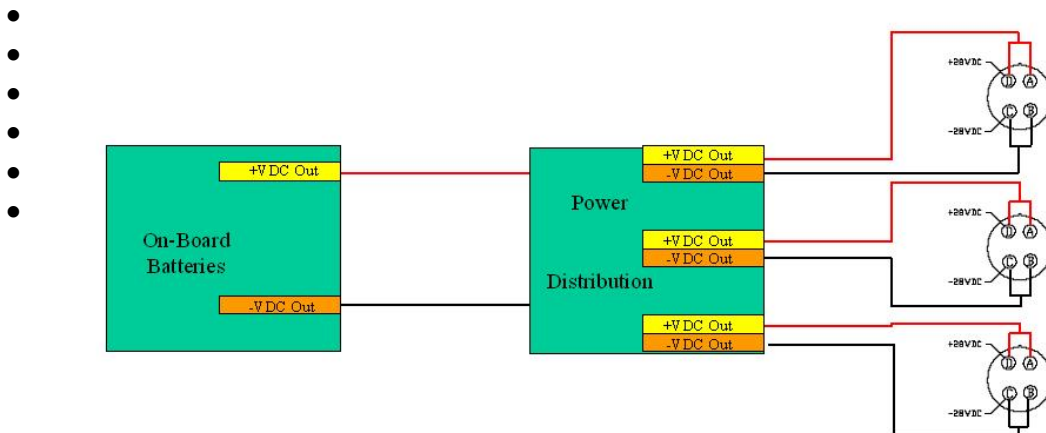 On-Board
Batteries
+V DC Out
-V DC Out
Power
Distribution
+V DC Out
-V DC Out
+V DC Out
-V DC Out
+V DC Out
-V DC Out
+28VDC
D A
C B
-28VDC
+28VDC
D A
C B
-28VDC
+28VDC
D A
C B
-28VDC